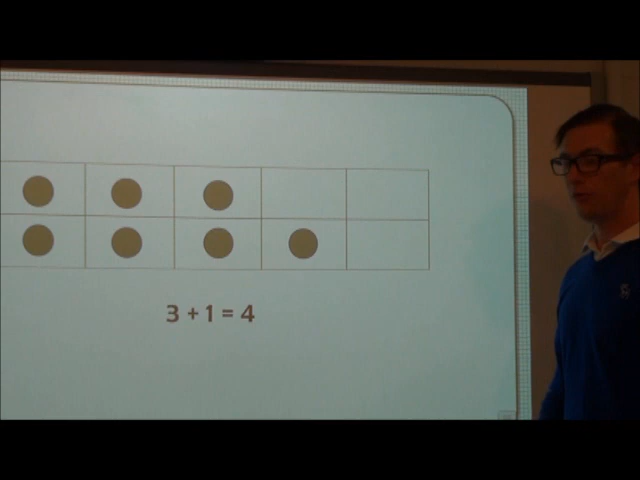 3 + 1 = 4